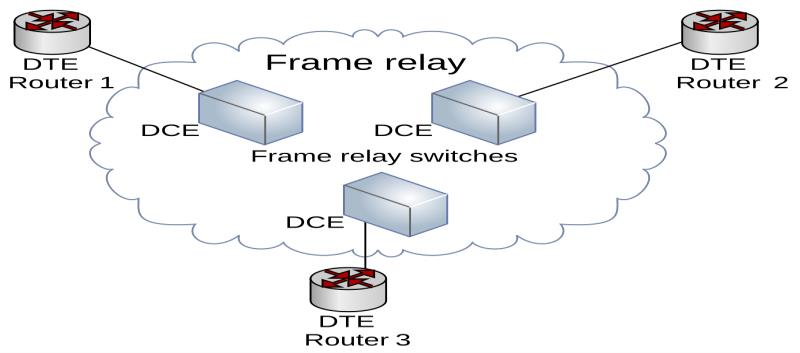 DTE
Router 1
Frame relay
DTE
Router 2
DCE
DCE
Frame relay switches
DCE
DTE
Router 3